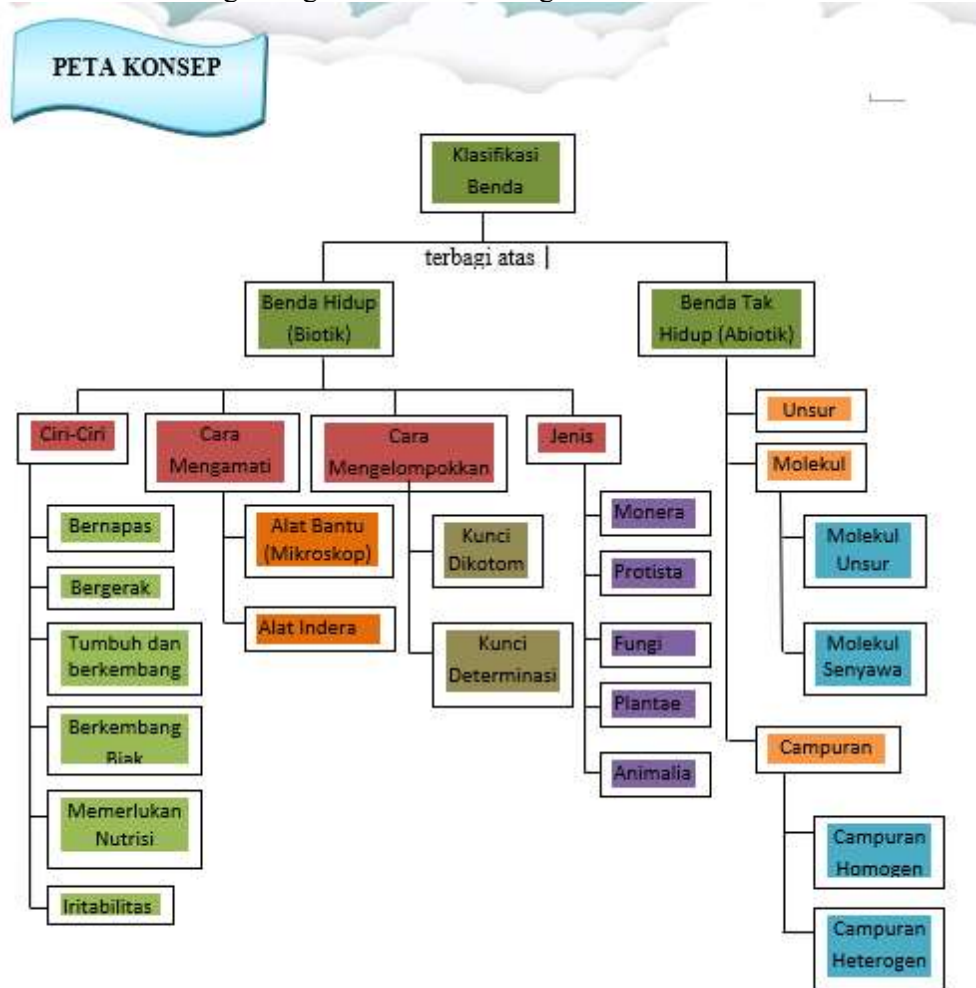 PETA KONSEP
Klasifikasi
Benda
terbagi atas
Benda Hidup
(Biotik)
Benda Tak
Hidup (Abiotik)
Ciri-Ciri
Cara
Mengamati
Cara
Mengelompokkan
Jenis
Unsur
Molekul
Bernapas
Bergerak
Tumbuh dan
berkembang
Berkembang
Biak
Memerlukan
Nutrisi
Iritabilitas
Alat Bantu
(Mikroskop)
Alat Indera
Kunci
Dikotom
Kunci
Determinasi
Monera
Protista
Fungi
Plantae
Animalia
Molekul
Unsur
Molekul
Senyawa
Campuran
Campuran
Homogen
Campuran
Heterogen